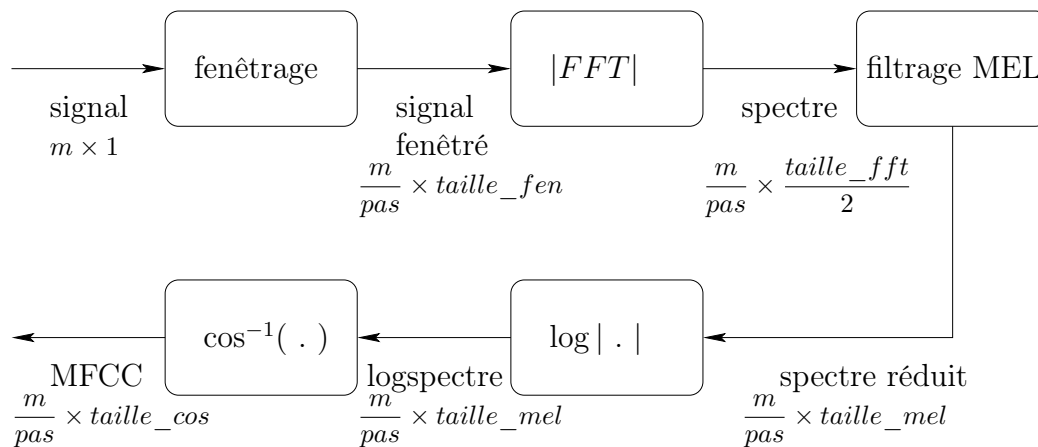 fenêtrage
|FFT|
filtrage MEL
signal
m × 1
signal
fenêtré
m/pas × taille_fen
spectre
m/pas × taille_fft/2
cos⁻¹( . )
log | . |
MFCC
m/pas × taille_cos
logspectre
m/pas × taille_mel
spectre réduit
m/pas × taille_mel